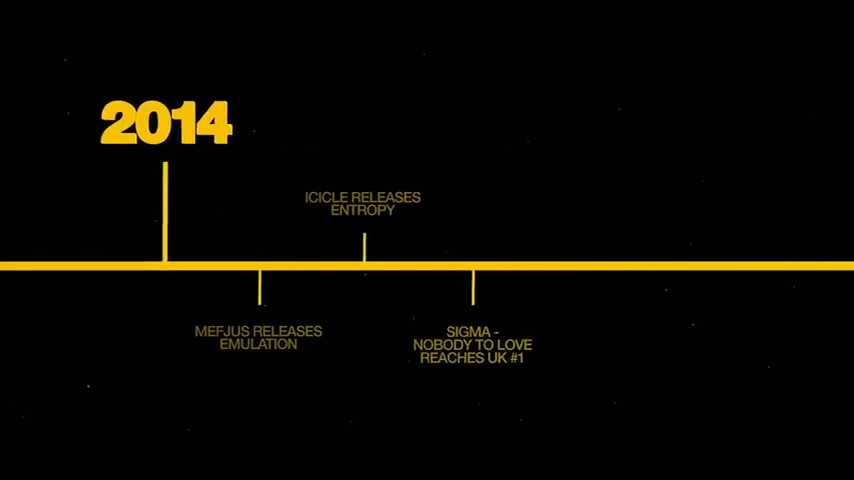 2014
ICICLE RELEASES
ENTROPY
MEFJUS RELEASES
EMULATION
SIGMA -
NOBODY TO LOVE
REACHES UK #1